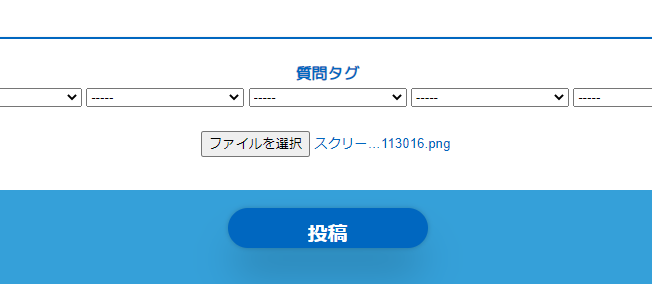 質問タグ
----- ----- ----- -----
ファイルを選択 スクリー...113016.png
投稿